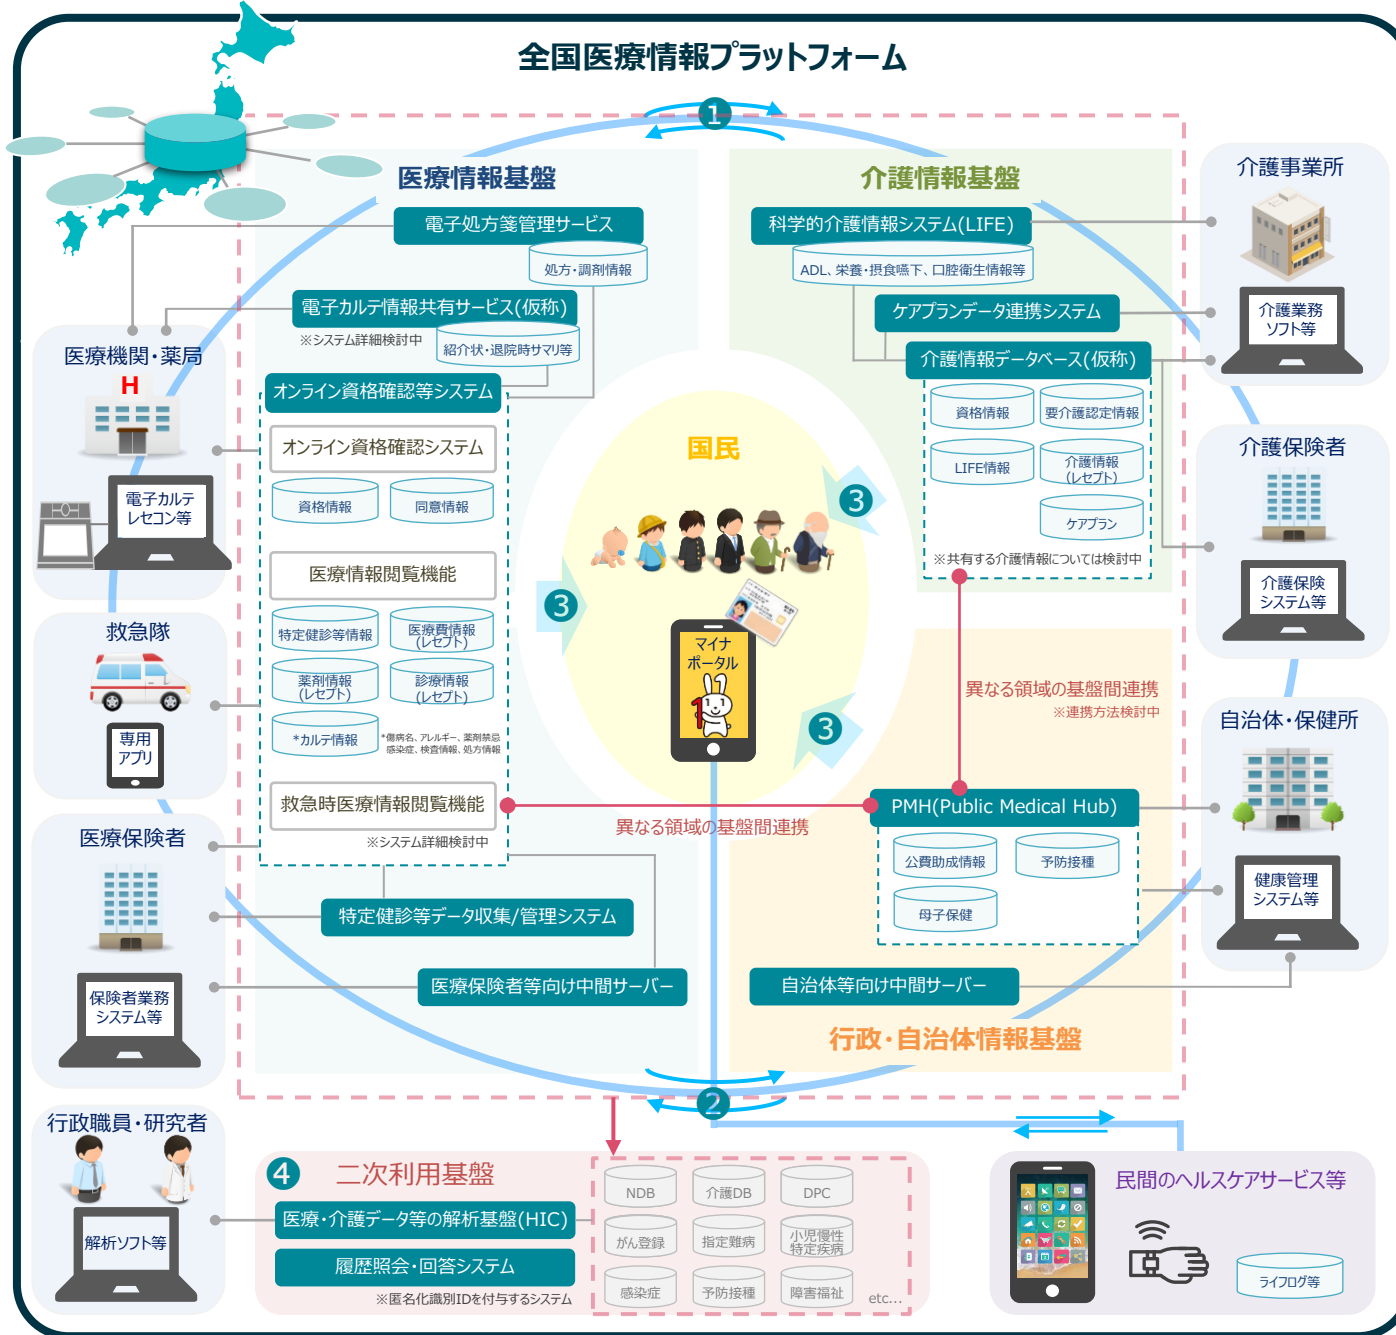 全国医療情報プラットフォーム
❶
医療情報基盤
電子処方箋管理サービス
処方・調剤情報
電子カルテ情報共有サービス(仮称)
※システム詳細検討中
紹介状・退院時サマリ等
オンライン資格確認等システム
オンライン資格確認システム
資格情報
同意情報
医療情報閲覧機能
特定健診等情報
医療費情報
(レセプト)
薬剤情報
(レセプト)
診療情報
(レセプト)
*カルテ情報
*傷病名、アレルギー、薬剤禁忌
感染症、検査情報、処方情報
救急時医療情報閲覧機能
※システム詳細検討中
特定健診等データ収集/管理システム
医療保険者等向け中間サーバー
介護情報基盤
科学的介護情報システム(LIFE)
ADL、栄養・摂食嚥下、口腔衛生情報等
ケアプランデータ連携システム
介護情報データベース(仮称)
資格情報
要介護認定情報
LIFE情報
介護情報
(レセプト)
ケアプラン
※共有する介護情報については検討中
国民
❸
❸
❸
マイナ
ポータル
1
異なる領域の基盤間連携
※連携方法検討中
異なる領域の基盤間連携
PMH(Public Medical Hub)
公費助成情報
予防接種
母子保健
自治体等向け中間サーバー
行政・自治体情報基盤
❷
医療機関・薬局
H
電子カルテ
レセコン等
救急隊
専用
アプリ
医療保険者
保険者業務
システム等
行政職員・研究者
解析ソフト等
介護事業所
介護業務
ソフト等
介護保険者
介護保険
システム等
自治体・保健所
健康管理
システム等
❹
二次利用基盤
医療・介護データ等の解析基盤(HIC)
履歴照会・回答システム
※匿名化識別IDを付与するシステム
NDB
介護DB
DPC
がん登録
指定難病
小児慢性
特定疾病
感染症
予防接種
障害福祉
etc...
民間のヘルスケアサービス等
ライフログ等